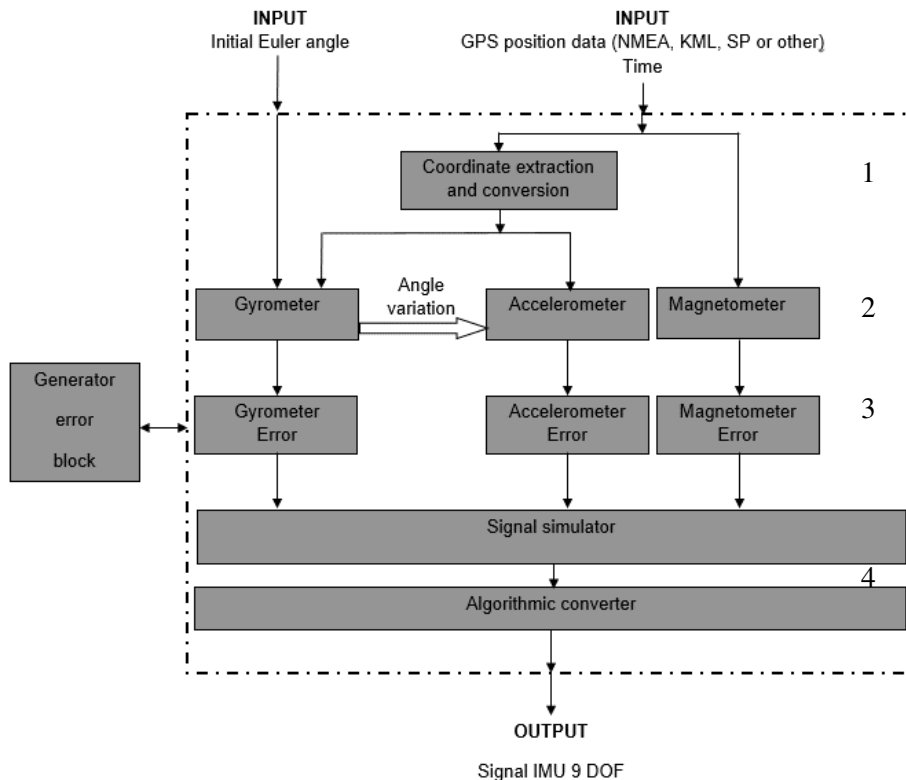 INPUT
Initial Euler angle
INPUT
GPS position data (NMEA, KML, SP or other)
Time
Coordinate extraction
and conversion
1
Angle
variation
Gyrometer
Accelerometer
Magnetometer
2
Generator
error
block
Gyrometer
Error
Accelerometer
Error
Magnetometer
Error
3
Signal simulator
4
Algorithmic converter
OUTPUT
Signal IMU 9 DOF